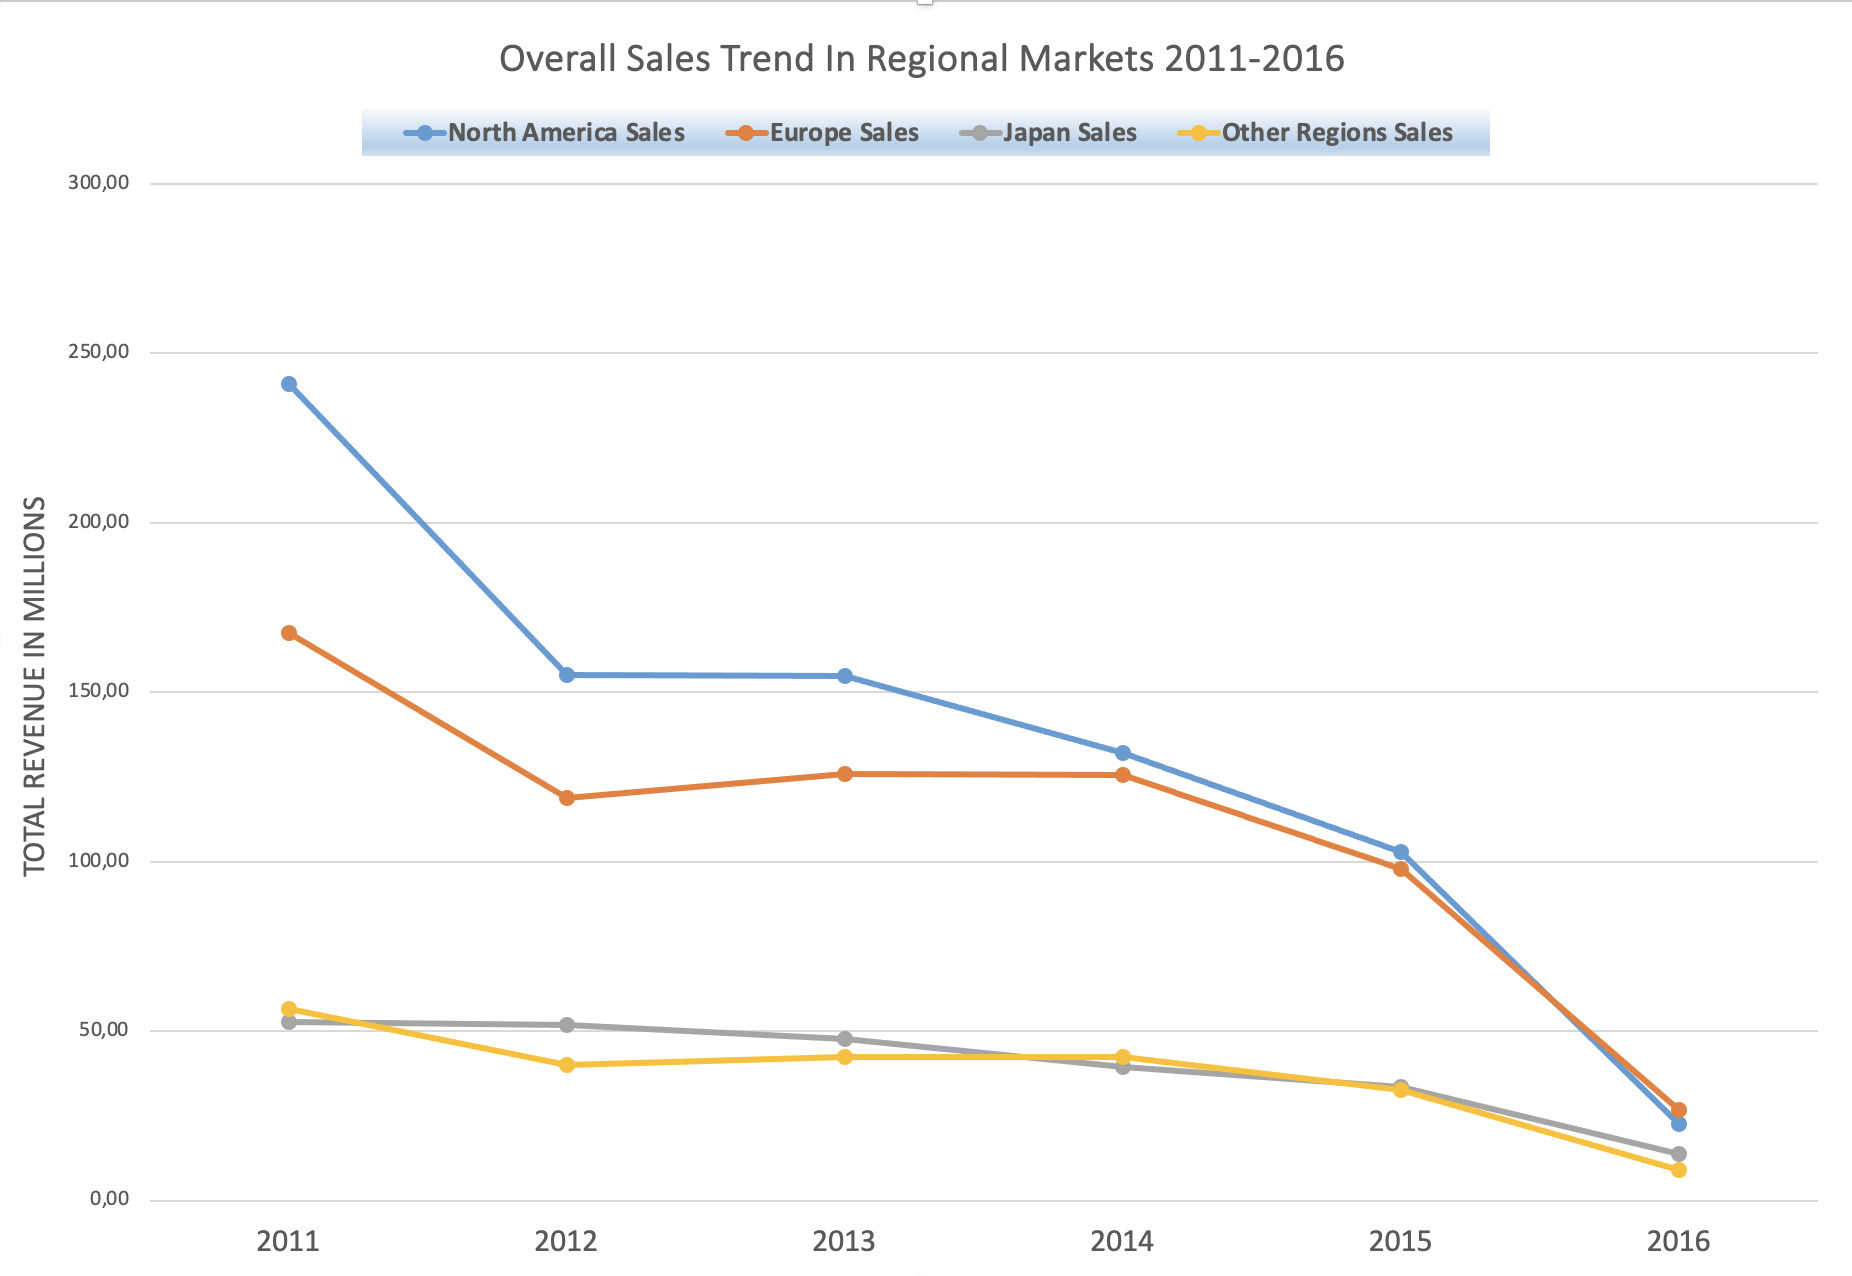 Overall Sales Trend In Regional Markets 2011-2016
North America Sales Europe Sales Japan Sales Other Regions Sales
TOTAL REVENUE IN MILLIONS
300,00
250,00
200,00
150,00
100,00
50,00
0,00
2011 2012 2013 2014 2015 2016